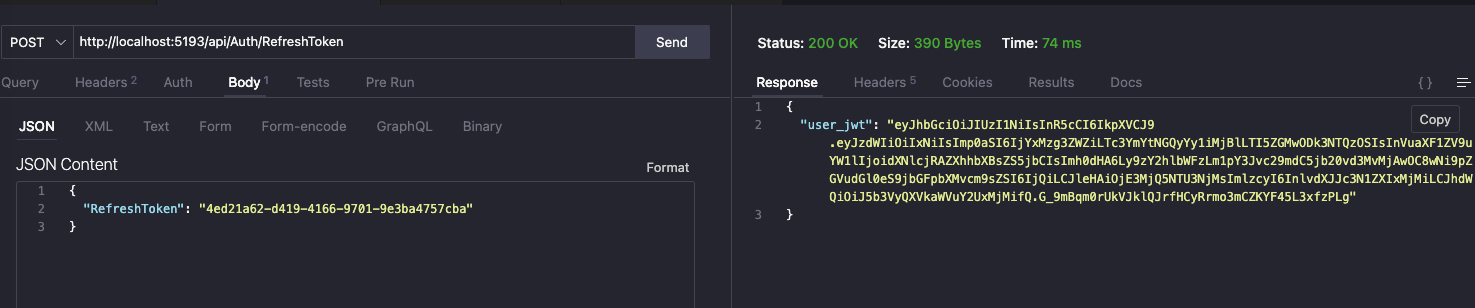 POST http://localhost:5193/api/Auth/RefreshToken Send
Query Headers 2 Auth Body 1 Tests Pre Run
JSON XML Text Form Form-encode GraphQL Binary
JSON Content Format
1 {
2 "RefreshToken": "4ed21a62-d419-4166-9701-9e3ba4757cba"
3 }
Status: 200 OK Size: 390 Bytes Time: 74 ms
Response Headers 5 Cookies Results Docs { }
Copy
1 {
2 "user_jwt": "eyJhbGciOiJIUzI1NiIsInR5cCI6IkpXVCJ9
.eyJzdWIiOiIxNiIsImp0aSI6IjYxMzg3ZWZiLTc3YmYtNGQyYy1iMjBlLTI5ZGMwODk3NTQzOSIsInVuaXF1ZV9u
YW1lIjoidXNlcjRAZXhhbXBsZS5jbCIsImh0dHA6Ly9zY2hlbWFzLm1pY3Jvc29mdC5jb20vd3MvMjAwOC8wNi9pZ
GVudGl0eS9jbGFpbXMvcm9sZSI6IjQiLCJleHAiOjE3MjQ5NTU3NjMsImlzcyI6InlvdXJJc3N1ZXIxMjMiLCJhdW
QiOiJ5b3VyQXVkaWVuY2UxMjMifQ.G_9mBqm0rUkVJklQJrfHCyRrmo3mCZKYF45L3xfzPLg"
3 }